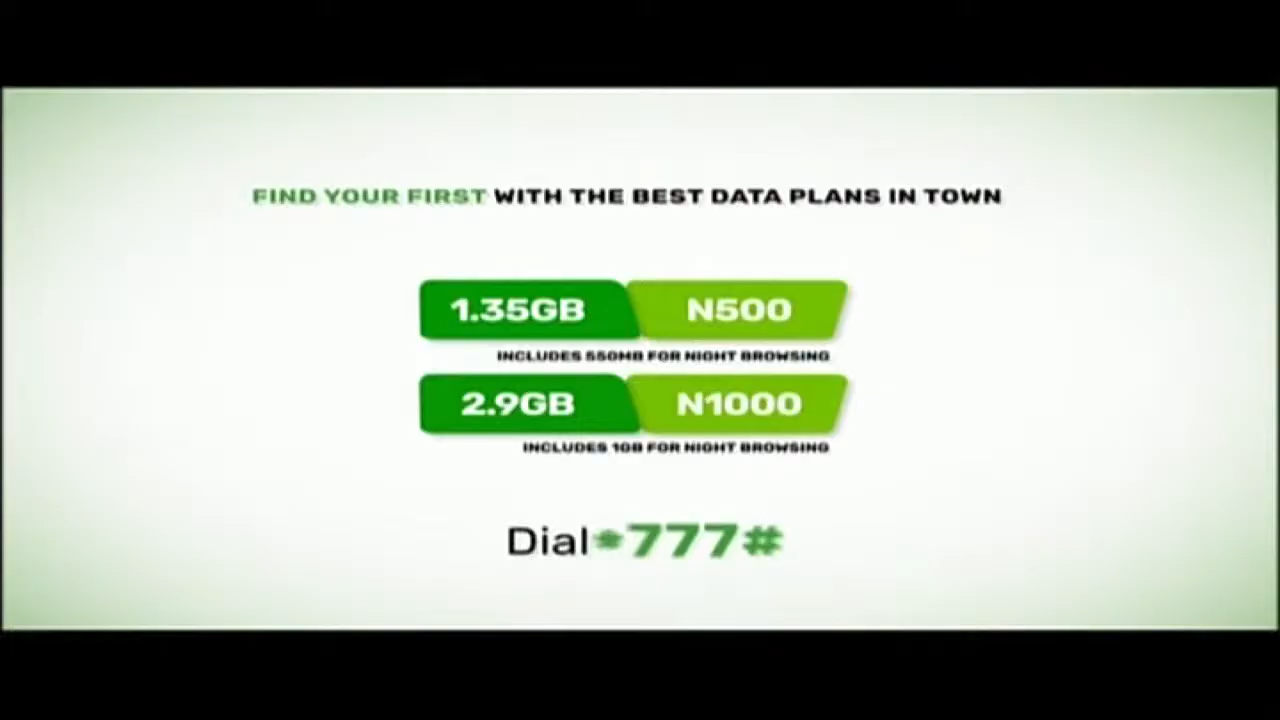 FIND YOUR FIRST WITH THE BEST DATA PLANS IN TOWN
1.35GB N500
INCLUDES 550MB FOR NIGHT BROWSING
2.9GB N1000
INCLUDES 1GB FOR NIGHT BROWSING
Dial *777#